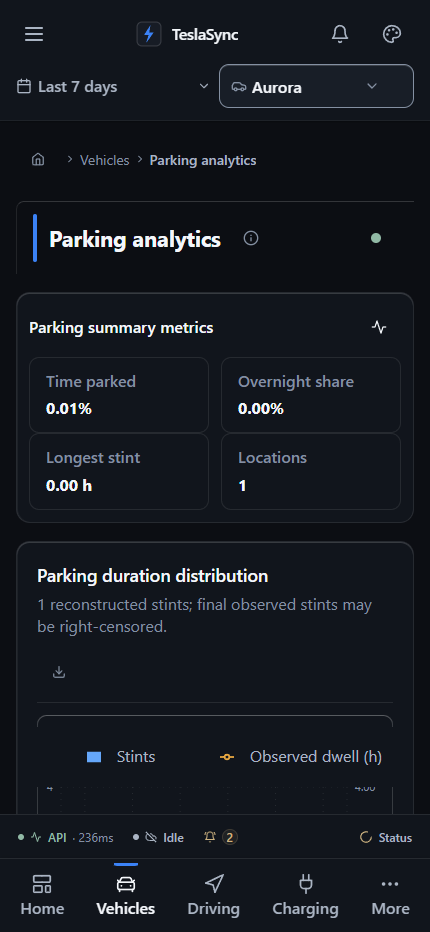 TeslaSync
Last 7 days
Aurora
Vehicles
Parking analytics
Parking analytics
Parking summary metrics
Time parked
0.01%
Overnight share
0.00%
Longest stint
0.00 h
Locations
1
Parking duration distribution
1 reconstructed stints; final observed stints may
be right-censored.
Stints
Observed dwell (h)
4
4.00
API · 236ms
Idle
2
Status
Home
Vehicles
Driving
Charging
More